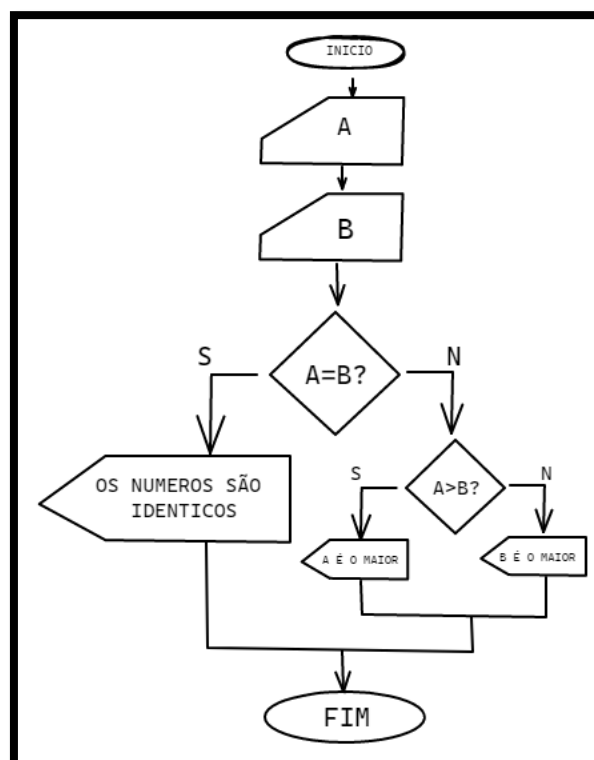 INICIO
A
B
A=B?
S
N
OS NUMEROS SÃO
IDENTICOS
A>B?
S
N
A É O MAIOR
B É O MAIOR
FIM